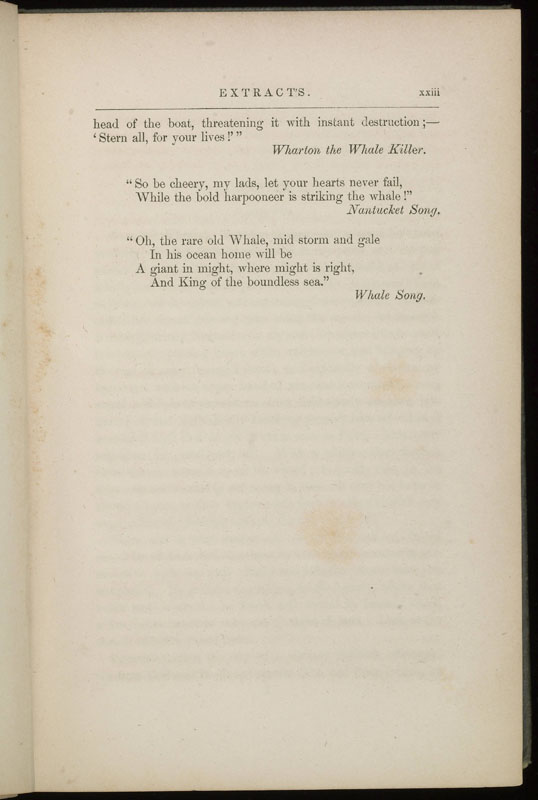 EXTRACTS. xxiii
head of the boat, threatening it with instant destruction;—
‘Stern all, for your lives!’”
Wharton the Whale Killer.
“So be cheery, my lads, let your hearts never fail,
While the bold harpooneer is striking the whale!”
Nantucket Song.
“Oh, the rare old Whale, mid storm and gale
In his ocean home will be
A giant in might, where might is right,
And King of the boundless sea.”
Whale Song.